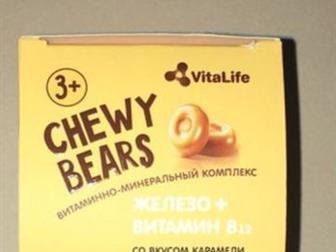 3+
VitaLife
CHEWY
BEARS
ВИТАМИННО-МИНЕРАЛЬНЫЙ КОМПЛЕКС
ЖЕЛЕЗО +
ВИТАМИН B12
СО ВКУСОМ КАРАМЕЛИ